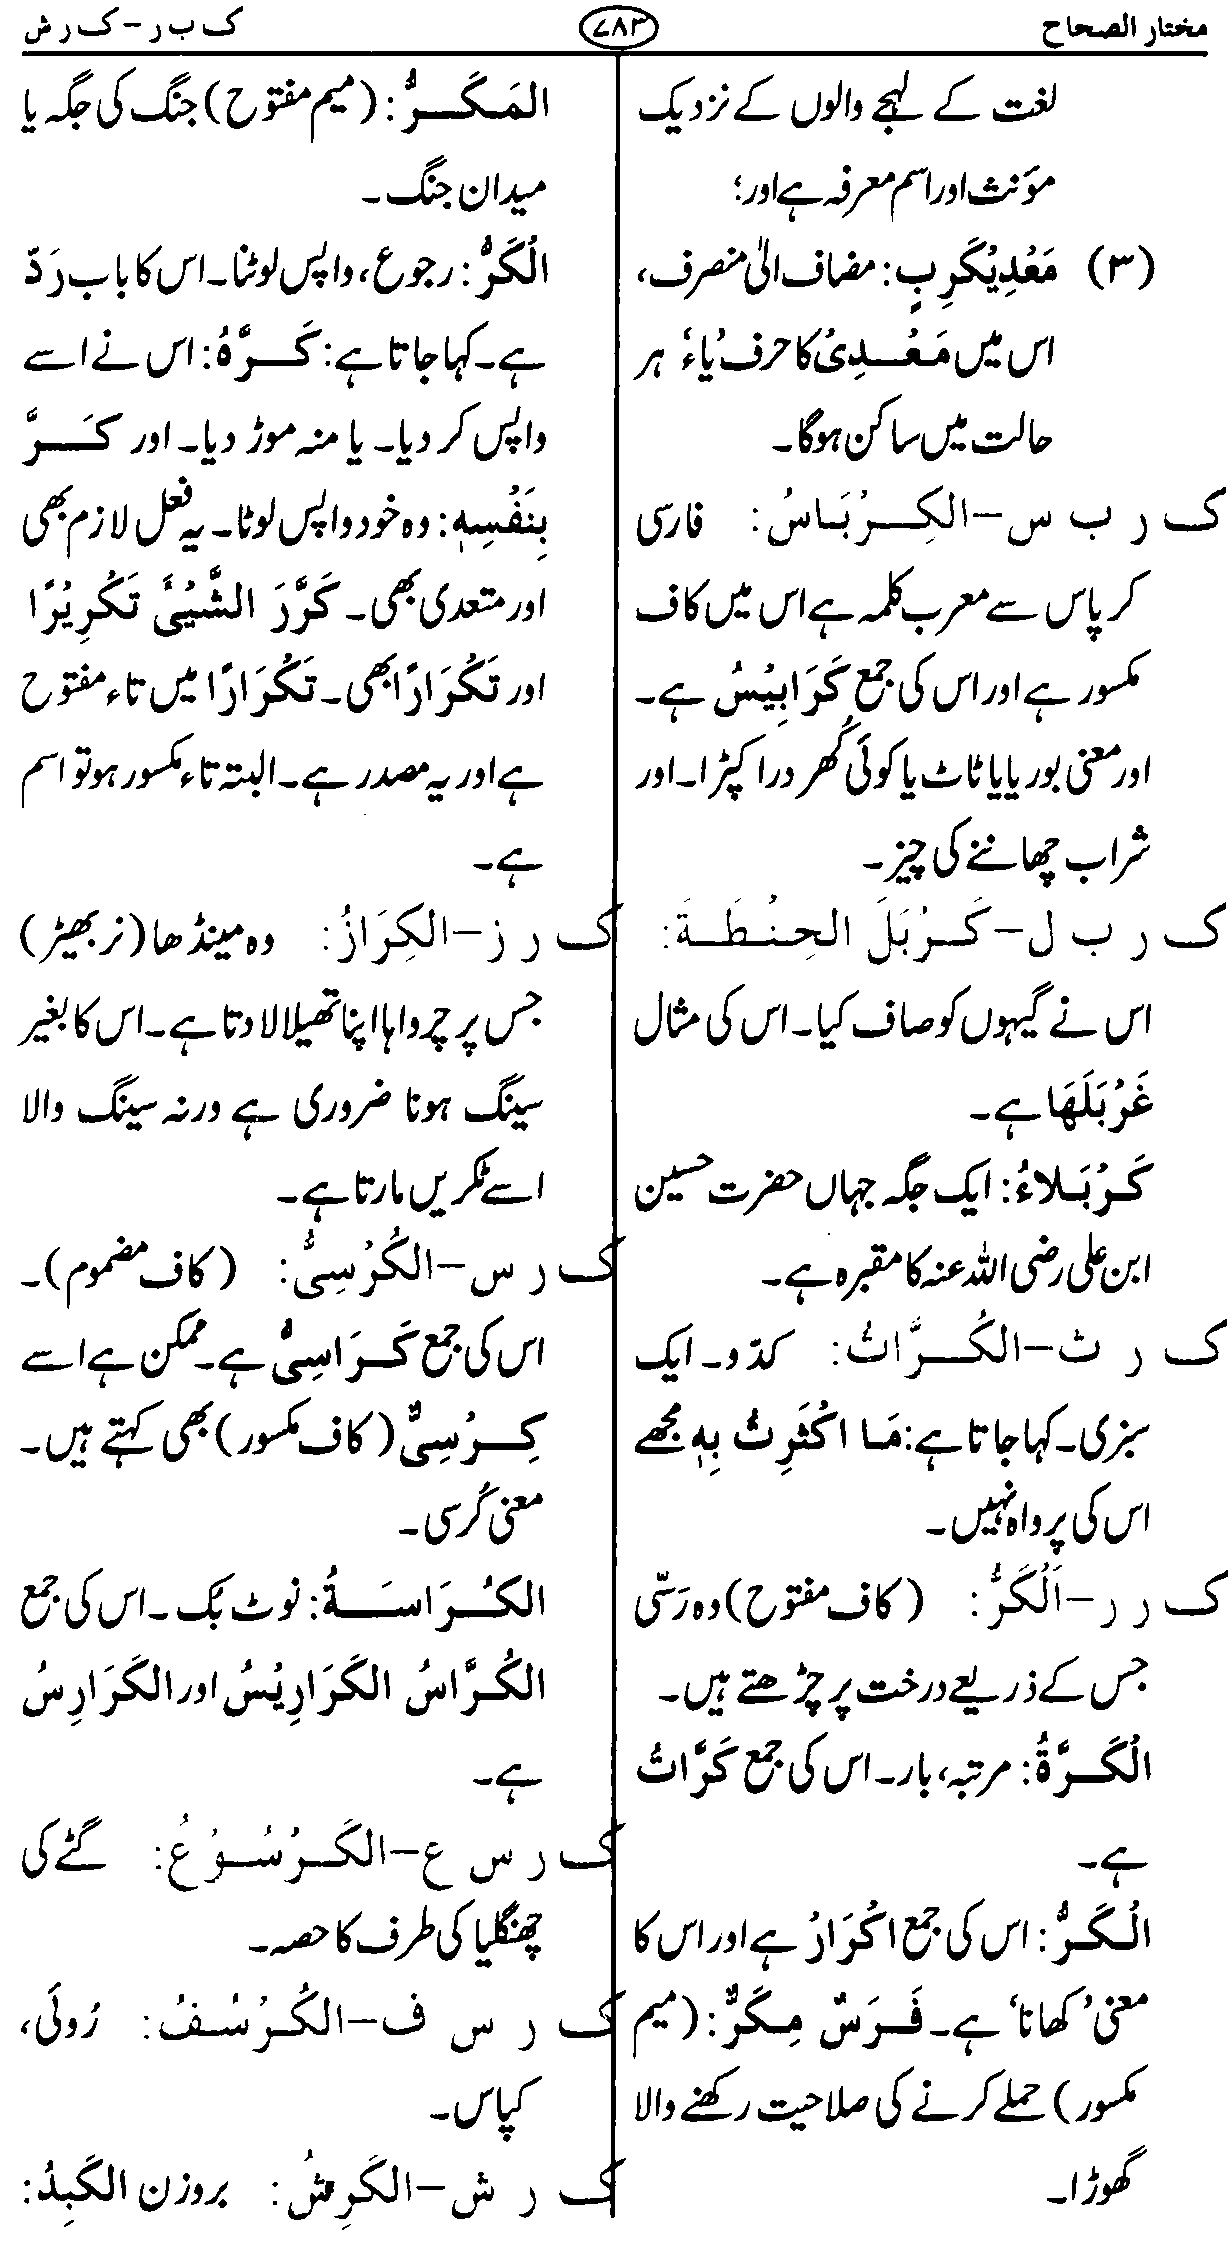 مختار الصحاح
۷۸۳
ک ب ر – ک ر ش
لغت کے لہجے والوں کے نزدیک
مؤنث اور اسم معرفہ ہے اور؛
(۳) مَعْدِیْکَرِبٍ: مضاف الیٰ منصرف،
اس میں مَعْدِیْ کا حرف 'یاء' ہر
حالت میں ساکن ہوگا۔
ک ر ب س – الکِرْبَاسُ: فارسی
کرپاس سے معرب کلمہ ہے اس میں کاف
مکسور ہے اور اس کی جمع کَرَابِیْسُ ہے۔
اور معنی بوریا یا ٹاٹ یا کوئی کُھردرا کپڑا۔ اور
شراب چھاننے کی چیز۔
ک ر ب ل – کَرْبَلَ الحِنْطَةَ:
اس نے گیہوں کو صاف کیا۔ اس کی مثال
غَرْبَلَهَا ہے۔
کَرْبَلاءُ: ایک جگہ جہاں حضرت حسین
ابن علی رضی اللہ عنہ کا مقبرہ ہے۔
ک ر ث – الکُرَّاثُ: کدّو۔ ایک
سبزی۔ کہا جاتا ہے: مَا اکْثَرِثُ بِهٖ مجھے
اس کی پرواہ نہیں۔
ک ر ر – اَلْکَرُّ: (کاف مفتوح) وہ رَسّی
جس کے ذریعے درخت پر چڑھتے ہیں۔
الْکَرَّةُ: مرتبہ، بار۔ اس کی جمع کَرَّاتُ
ہے۔
الْکَرُّ: اس کی جمع اکْرَارُ ہے اور اس کا
معنی 'کھاتا' ہے۔ فَرَسٌ مِکَرٌّ: (میم
مکسور) حملے کرنے کی صلاحیت رکھنے والا
گھوڑا۔
المَکَرُّ: (میم مفتوح) جنگ کی جگہ یا
میدان جنگ۔
الْکَرُّ: رجوع، واپس لوٹنا۔ اس کا باب رَدّ
ہے۔ کہا جاتا ہے: کَرَّهُ: اس نے اسے
واپس کر دیا۔ یا منہ موڑ دیا۔ اور کَرَّ
بِنَفْسِهٖ: وہ خود واپس لوٹا۔ یہ فعل لازم بھی
اور متعدی بھی۔ کَرَّرَ الشَّیْئَ تَکْرِیْرًا
اور تَکْرَارًا بھی۔ تَکْرَارًا میں تاء مفتوح
ہے اور یہ مصدر ہے۔ البتہ تاء مکسور ہو تو اسم
ہے۔
ک ر ز – الکِرَازُ: وہ مینڈھا (نر بھیڑ)
جس پر چرواہا اپنا تھیلا لادتا ہے۔ اس کا بغیر
سینگ ہونا ضروری ہے ورنہ سینگ والا
اسے ٹکریں مارتا ہے۔
ک ر س – الکُرْسِیُّ: (کاف مضموم)۔
اس کی جمع کَرَاسِیُّ ہے۔ ممکن ہے اسے
کِرْسِیٌّ (کاف مکسور) بھی کہتے ہیں۔
معنی کُرسی۔
الکُرَاسَةُ: نوٹ بُک۔ اس کی جمع
الکُرَّاسُ الکَرَارِیْسُ اور الکَرَارِسُ
ہے۔
ک ر س ع – الکَرْسُوْعُ: گٹے کی
چھنگلیا کی طرف کا حصہ۔
ک ر س ف – الکُرْسُفُ: رُوئی،
کپاس۔
ک ر ش – الکَرِشُ: بروزن الکَبِدُ: